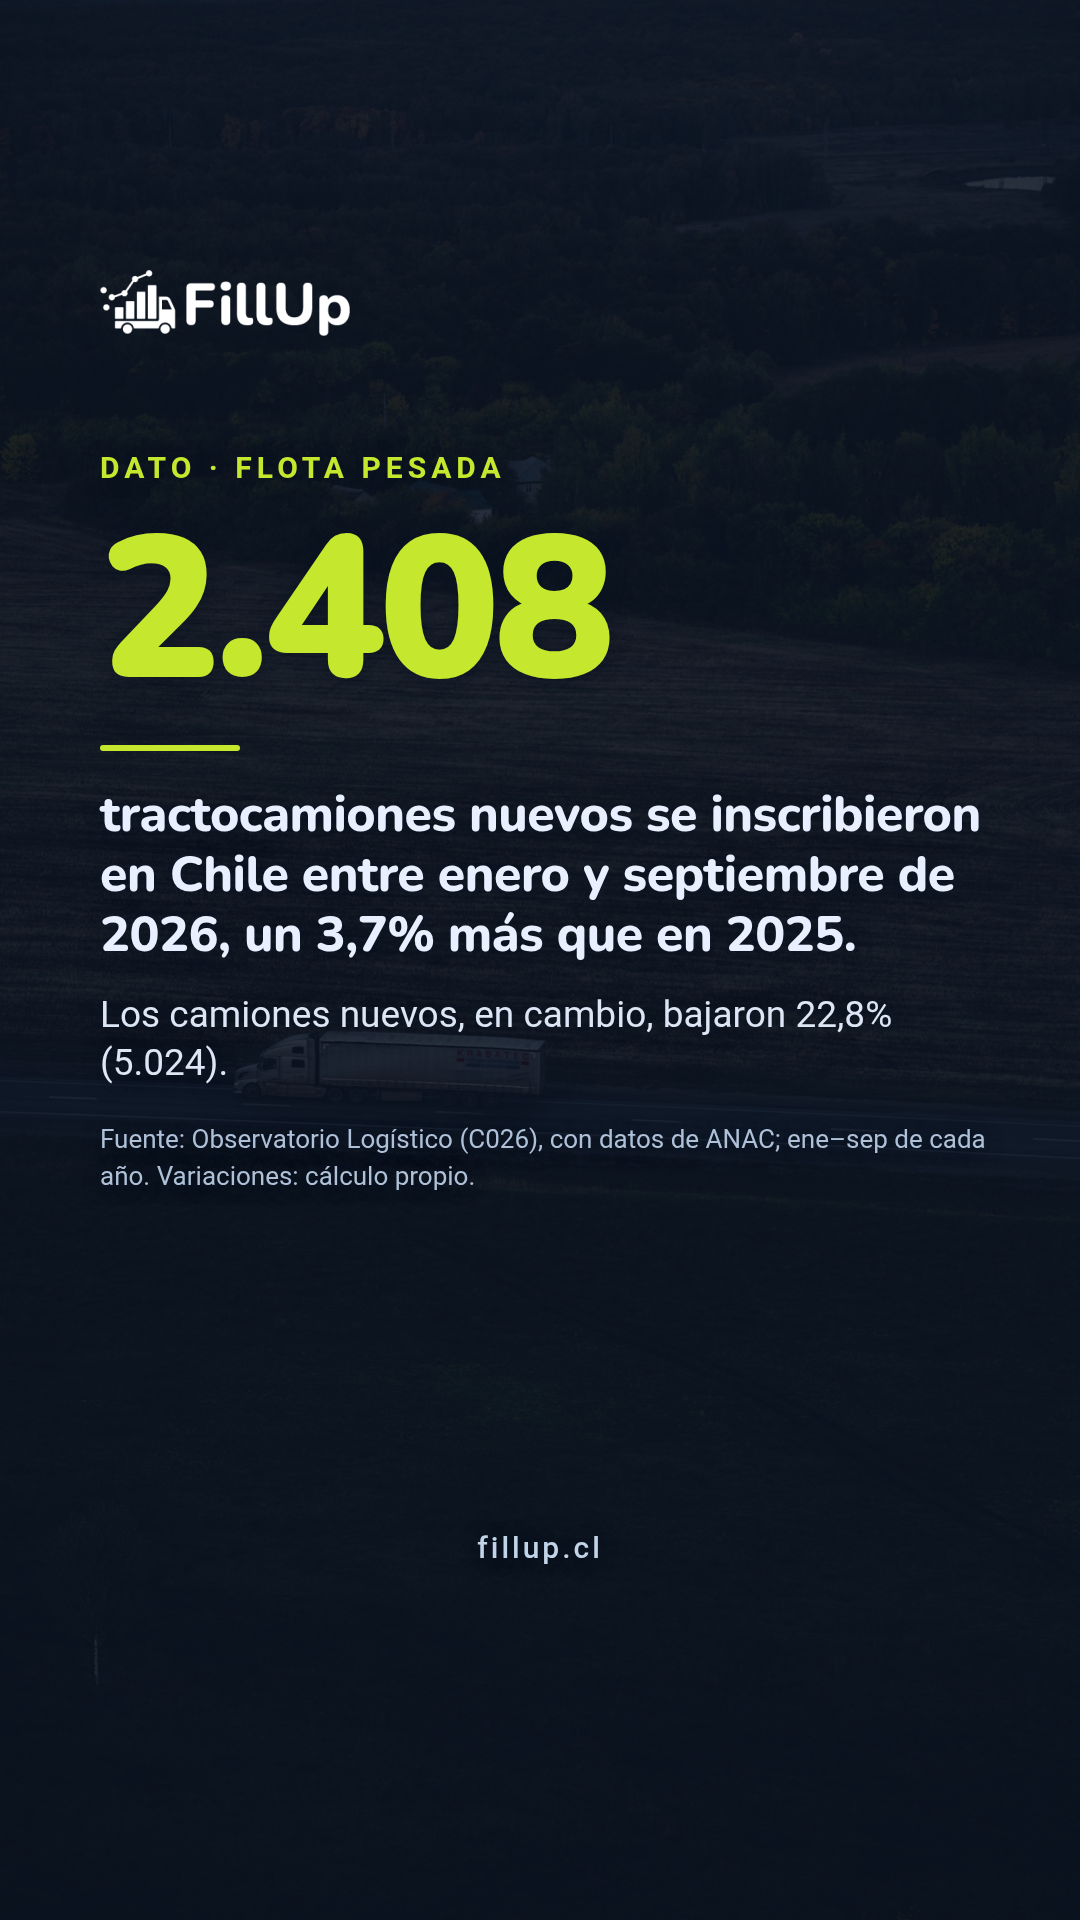 FillUp
DATO · FLOTA PESADA
2.408
tractocamiones nuevos se inscribieron
en Chile entre enero y septiembre de
2026, un 3,7% más que en 2025.
Los camiones nuevos, en cambio, bajaron 22,8%
(5.024).
Fuente: Observatorio Logístico (C026), con datos de ANAC; ene–sep de cada
año. Variaciones: cálculo propio.
fillup.cl